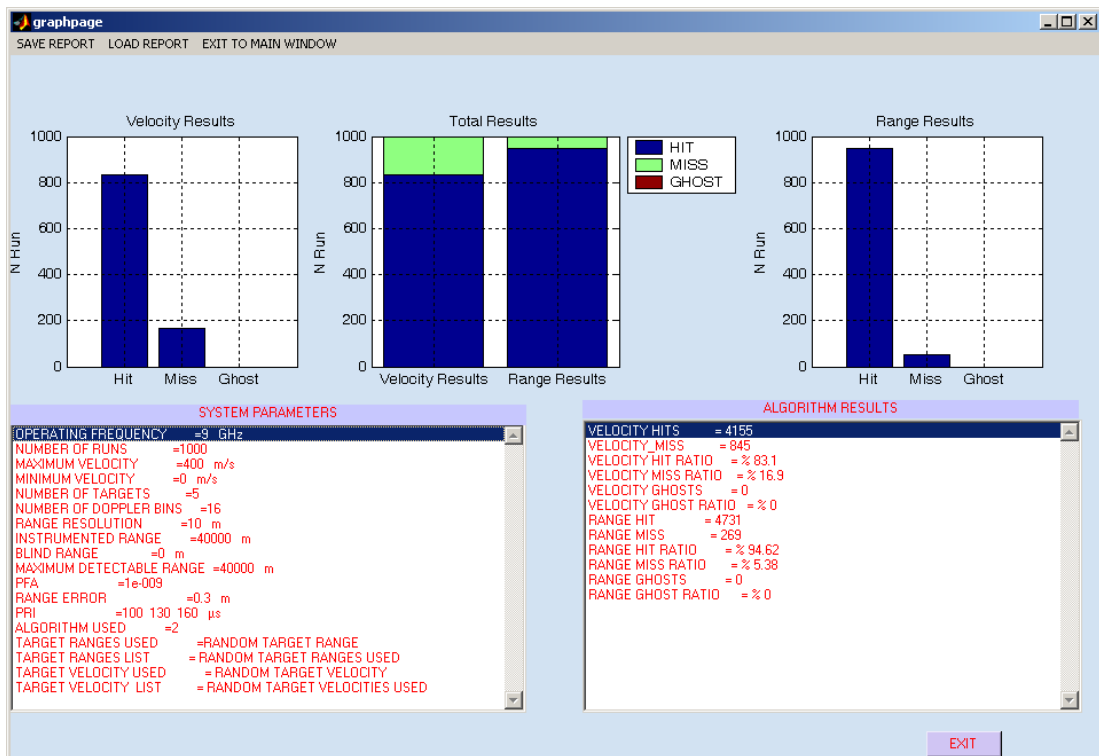 graphpage
SAVE REPORT LOAD REPORT EXIT TO MAIN WINDOW
Velocity Results
1000
800
600
400
200
0
N Run
Hit Miss Ghost
Total Results
1000
800
600
400
200
0
N Run
Velocity Results Range Results
HIT
MISS
GHOST
Range Results
1000
800
600
400
200
0
N Run
Hit Miss Ghost
SYSTEM PARAMETERS
OPERATING FREQUENCY =9 GHz
NUMBER OF RUNS =1000
MAXIMUM VELOCITY =400 m/s
MINIMUM VELOCITY =0 m/s
NUMBER OF TARGETS =5
NUMBER OF DOPPLER BINS =16
RANGE RESOLUTION =10 m
INSTRUMENTED RANGE =40000 m
BLIND RANGE =0 m
MAXIMUM DETECTABLE RANGE =40000 m
PFA =1e-009
RANGE ERROR =0.3 m
PRI =100 130 160 µs
ALGORITHM USED =2
TARGET RANGES USED =RANDOM TARGET RANGE
TARGET RANGES LIST = RANDOM TARGET RANGES USED
TARGET VELOCITY USED = RANDOM TARGET VELOCITY
TARGET VELOCITY LIST = RANDOM TARGET VELOCITIES USED
ALGORITHM RESULTS
VELOCITY HITS = 4155
VELOCITY_MISS = 845
VELOCITY HIT RATIO = % 83.1
VELOCITY MISS RATIO = % 16.9
VELOCITY GHOSTS = 0
VELOCITY GHOST RATIO = % 0
RANGE HIT = 4731
RANGE MISS = 269
RANGE HIT RATIO = % 94.62
RANGE MISS RATIO = % 5.38
RANGE GHOSTS = 0
RANGE GHOST RATIO = % 0
EXIT